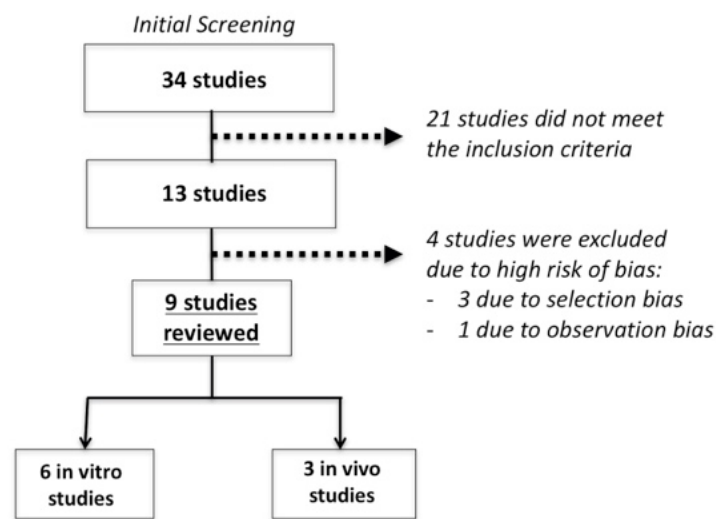 Initial Screening
34 studies
21 studies did not meet
the inclusion criteria
13 studies
4 studies were excluded
due to high risk of bias:
- 3 due to selection bias
- 1 due to observation bias
9 studies
reviewed
6 in vitro
studies
3 in vivo
studies